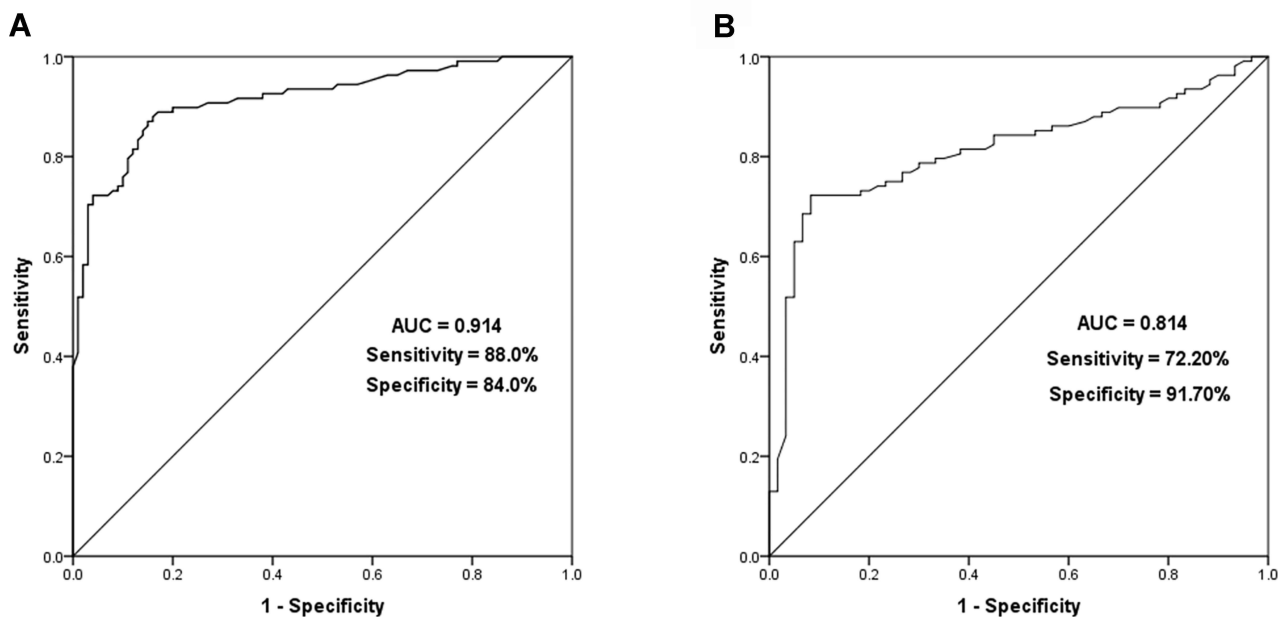 A
1.0
0.8
0.6
0.4
0.2
0.0
Sensitivity
AUC = 0.914
Sensitivity = 88.0%
Specificity = 84.0%
0.0 0.2 0.4 0.6 0.8 1.0
1 - Specificity
B
1.0
0.8
0.6
0.4
0.2
0.0
Sensitivity
AUC = 0.814
Sensitivity = 72.20%
Specificity = 91.70%
0.0 0.2 0.4 0.6 0.8 1.0
1 - Specificity